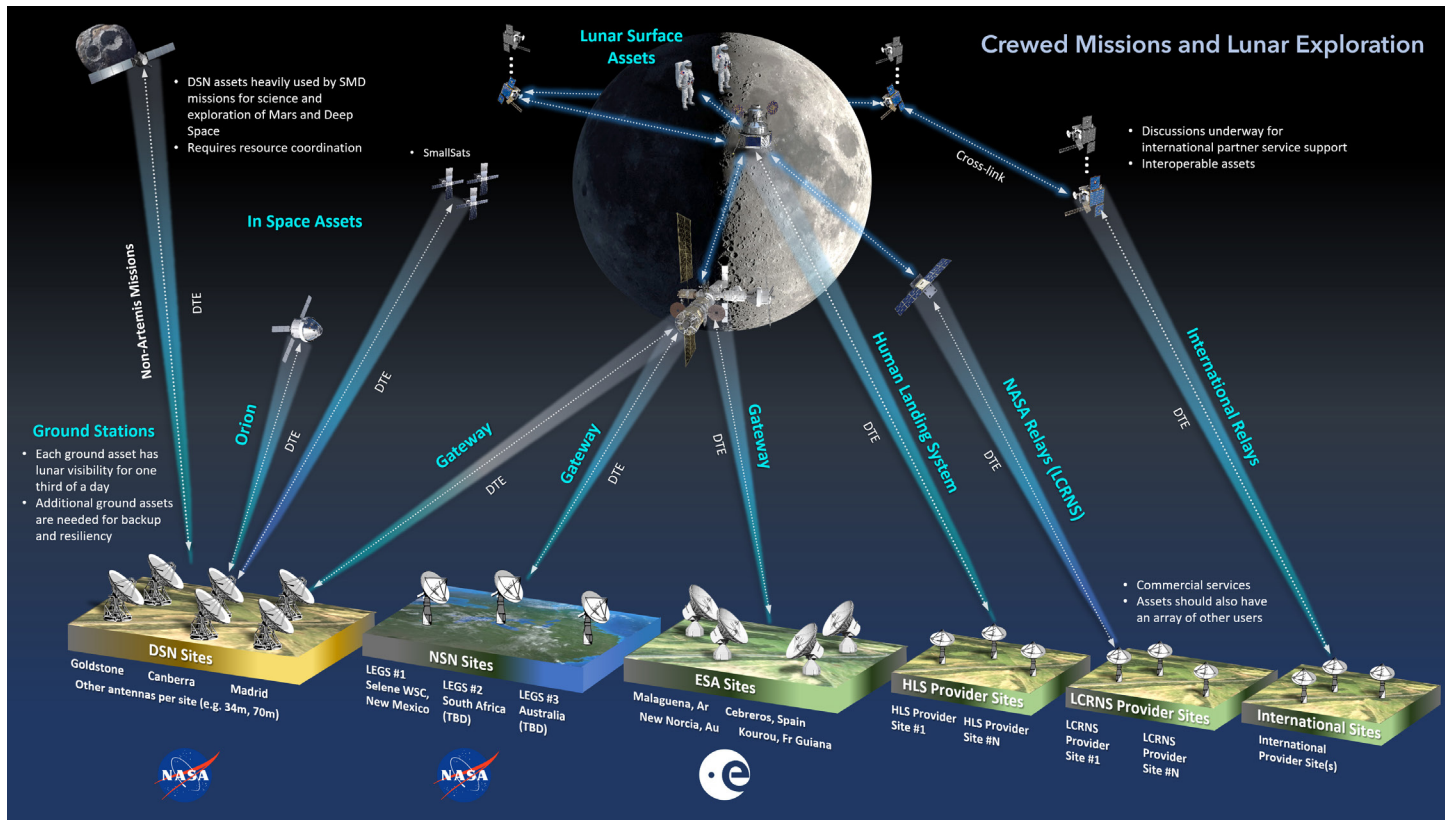 Crewed Missions and Lunar Exploration
Lunar Surface
Assets
• DSN assets heavily used by SMD
missions for science and
exploration of Mars and Deep
Space
• Requires resource coordination
• SmallSats
In Space Assets
Cross-link
• Discussions underway for
international partner service support
• Interoperable assets
Non-Artemis Missions
DTE
Orion
DTE
DTE
Gateway
DTE
Gateway
DTE
Gateway
DTE
Human Landing System
DTE
NASA Relays (LCRNS)
DTE
International Relays
DTE
Ground Stations
• Each ground asset has
lunar visibility for one
third of a day
• Additional ground assets
are needed for backup
and resiliency
• Commercial services
• Assets should also have
an array of other users
DSN Sites
Goldstone
Canberra
Madrid
Other antennas per site (e.g. 34m, 70m)
NSN Sites
LEGS #1
Selene WSC,
New Mexico
LEGS #2
South Africa
(TBD)
LEGS #3
Australia
(TBD)
ESA Sites
Malaguena, Ar
Cebreros, Spain
New Norcia, Au
Kourou, Fr Guiana
HLS Provider Sites
HLS Provider
Site #1
HLS Provider
Site #N
LCRNS Provider Sites
LCRNS
Provider
Site #1
LCRNS
Provider
Site #N
International Sites
International
Provider Site(s)
NASA
NASA
e